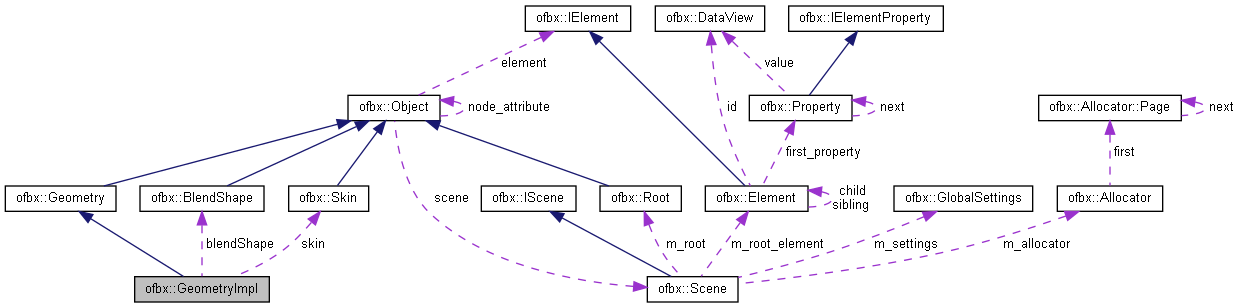 ofbx::IElement
ofbx::DataView
ofbx::IElementProperty
element
value
ofbx::Object
node_attribute
id
ofbx::Property
next
ofbx::Allocator::Page
next
first_property
first
ofbx::Geometry
ofbx::BlendShape
ofbx::Skin
scene
ofbx::IScene
ofbx::Root
ofbx::Element
child
sibling
ofbx::GlobalSettings
ofbx::Allocator
blendShape
skin
m_root
m_root_element
m_settings
m_allocator
ofbx::GeometryImpl
ofbx::Scene